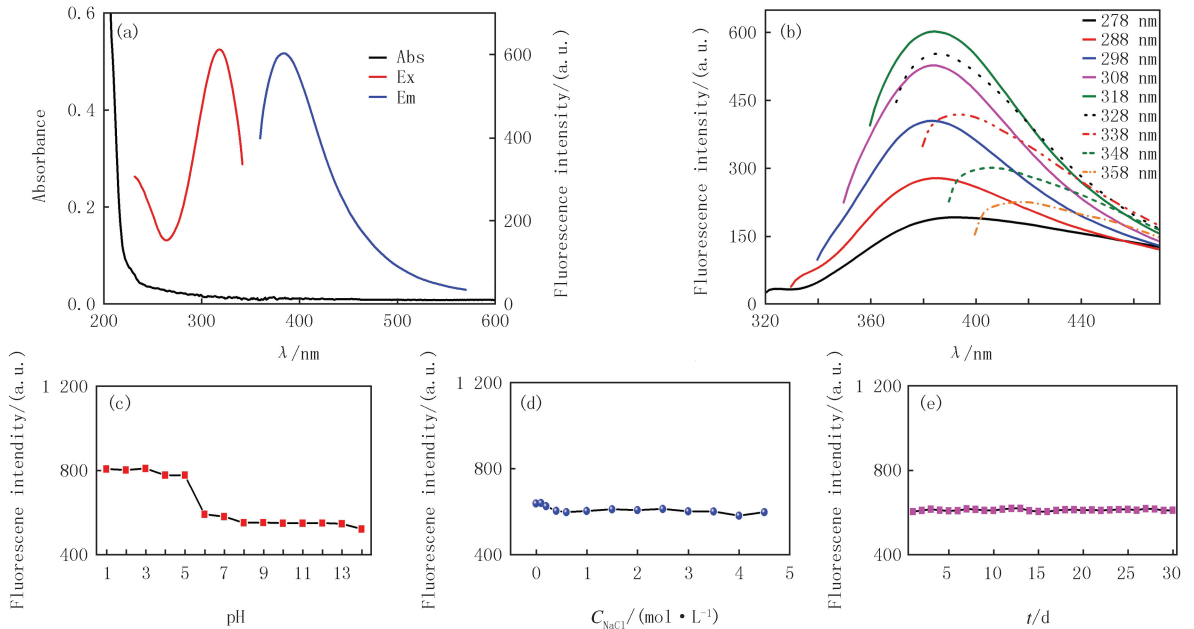 (a)
Abs
Ex
Em
0.6
0.4
0.2
0.0
Absorbance
600
400
200
0
Fluorescence intensity/(a.u.)
200 300 400 500 600
λ/nm
(b)
278 nm
288 nm
298 nm
308 nm
318 nm
328 nm
338 nm
348 nm
358 nm
600
450
300
150
0
Fluorescence intensity/(a.u.)
320 360 400 440
λ/nm
(c)
1 200
800
400
Fluorescene intendity/(a.u.)
1 3 5 7 9 11 13
pH
(d)
1 200
800
400
Fluorescene intendity/(a.u.)
0 1 2 3 4 5
CNaCl/(mol·L⁻¹)
(e)
1 200
800
400
Fluorescene intendity/(a.u.)
5 10 15 20 25 30
t/d